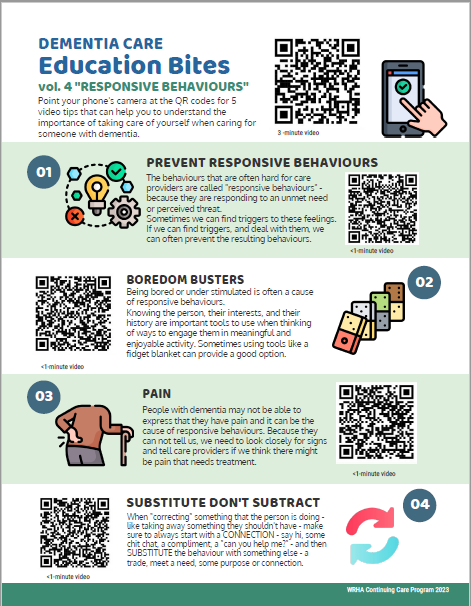 DEMENTIA CARE
Education Bites
vol. 4 "RESPONSIVE BEHAVIOURS"
Point your phone's camera at the QR codes for 5
video tips that can help you to understand the
importance of taking care of yourself when caring for
someone with dementia.
3 -minute video
01
PREVENT RESPONSIVE BEHAVIOURS
The behaviours that are often hard for care
providers are called "responsive behaviours" -
because they are responding to an unmet need
or perceived threat.
Sometimes we can find triggers to these feelings.
If we can find triggers, and deal with them, we
can often prevent the resulting behaviours.
<1-minute video
02
BOREDOM BUSTERS
Being bored or under stimulated is often a cause
of responsive behaviours.
Knowing the person, their interests, and their
history are important tools to use when thinking
of ways to engage them in meaningful and
enjoyable activity. Sometimes using tools like a
fidget blanket can provide a good option.
<1-minute video
03
PAIN
People with dementia may not be able to
express that they have pain and it can be the
cause of responsive behaviours. Because they
can not tell us, we need to look closely for signs
and tell care providers if we think there might
be pain that needs treatment.
<1-minute video
SUBSTITUTE DON'T SUBTRACT
04
When "correcting" something that the person is doing -
like taking away something they shouldn't have - make
sure to always start with a CONNECTION - say hi, some
chit chat, a compliment, a "can you help me?" - and then
SUBSTITUTE the behaviour with something else - a
trade, meet a need, some purpose or connection.
<1-minute video
WRHA Continuing Care Program 2023